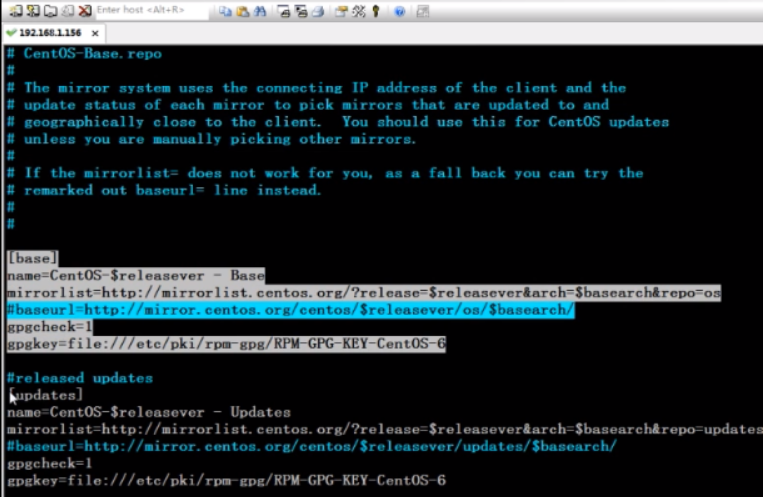 Enter host <Alt+R>
192.168.1.156 ×
# CentOS-Base.repo
#
# The mirror system uses the connecting IP address of the client and the
# update status of each mirror to pick mirrors that are updated to and
# geographically close to the client.  You should use this for CentOS updates
# unless you are manually picking other mirrors.
#
# If the mirrorlist= does not work for you, as a fall back you can try the
# remarked out baseurl= line instead.
#
#
[base]
name=CentOS-$releasever - Base
mirrorlist=http://mirrorlist.centos.org/?release=$releasever&arch=$basearch&repo=os
#baseurl=http://mirror.centos.org/centos/$releasever/os/$basearch/
gpgcheck=1
gpgkey=file:///etc/pki/rpm-gpg/RPM-GPG-KEY-CentOS-6
#released updates
[updates]
name=CentOS-$releasever - Updates
mirrorlist=http://mirrorlist.centos.org/?release=$releasever&arch=$basearch&repo=updates
#baseurl=http://mirror.centos.org/centos/$releasever/updates/$basearch/
gpgcheck=1
gpgkey=file:///etc/pki/rpm-gpg/RPM-GPG-KEY-CentOS-6